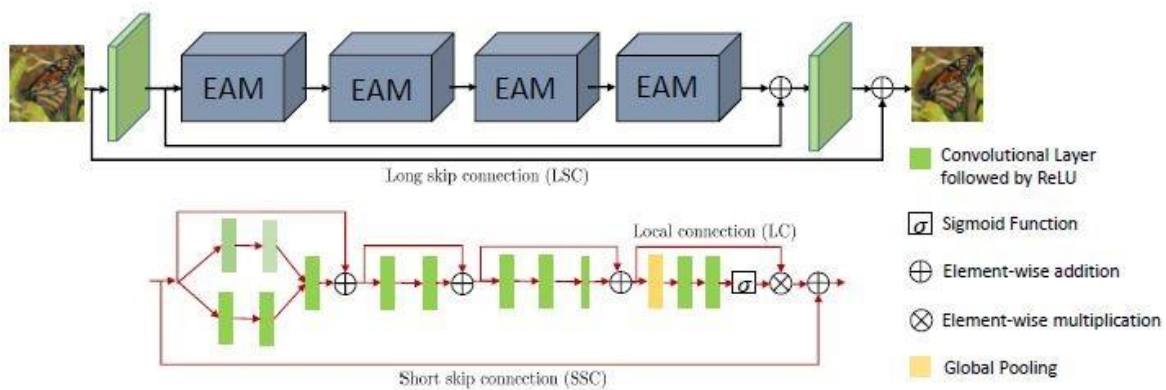 EAM
EAM
EAM
EAM
Long skip connection (LSC)
Convolutional Layer
followed by ReLU
σ
Sigmoid Function
Element-wise addition
Element-wise multiplication
Global Pooling
Local connection (LC)
σ
Short skip connection (SSC)